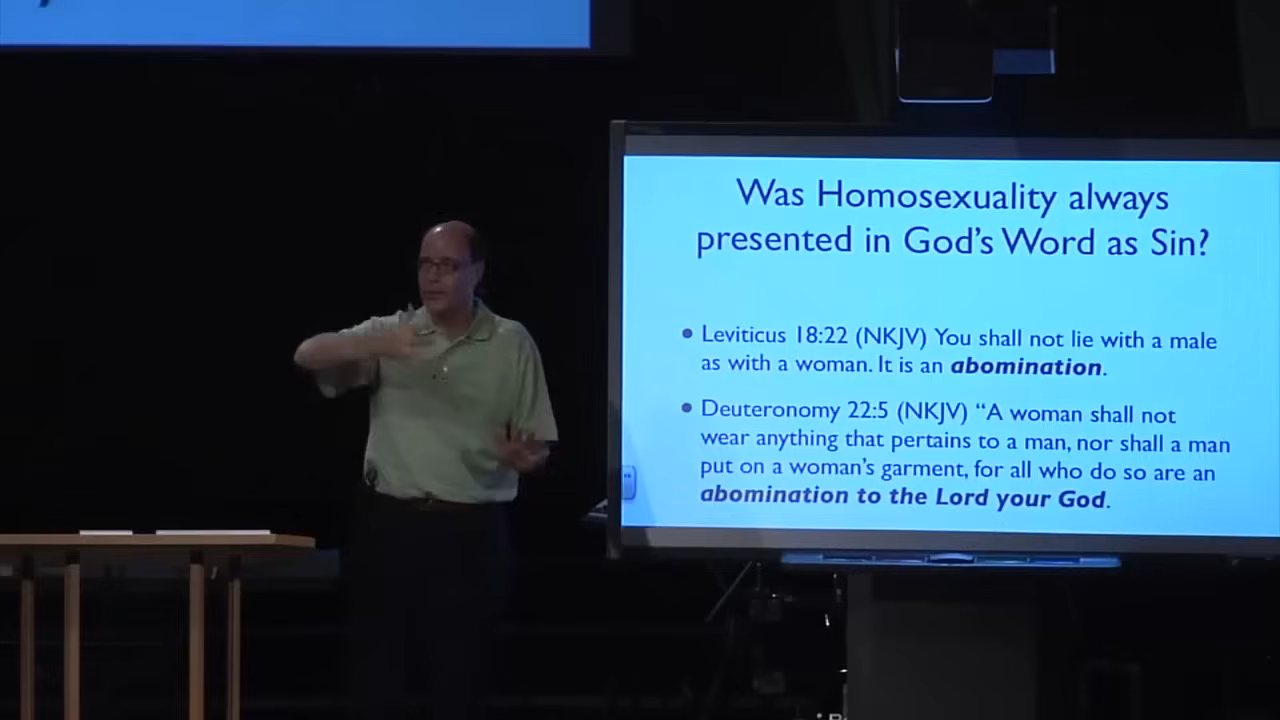 Was Homosexuality always
presented in God's Word as Sin?
• Leviticus 18:22 (NKJV) You shall not lie with a male
as with a woman. It is an abomination.
• Deuteronomy 22:5 (NKJV) “A woman shall not
wear anything that pertains to a man, nor shall a man
put on a woman's garment, for all who do so are an
abomination to the Lord your God.